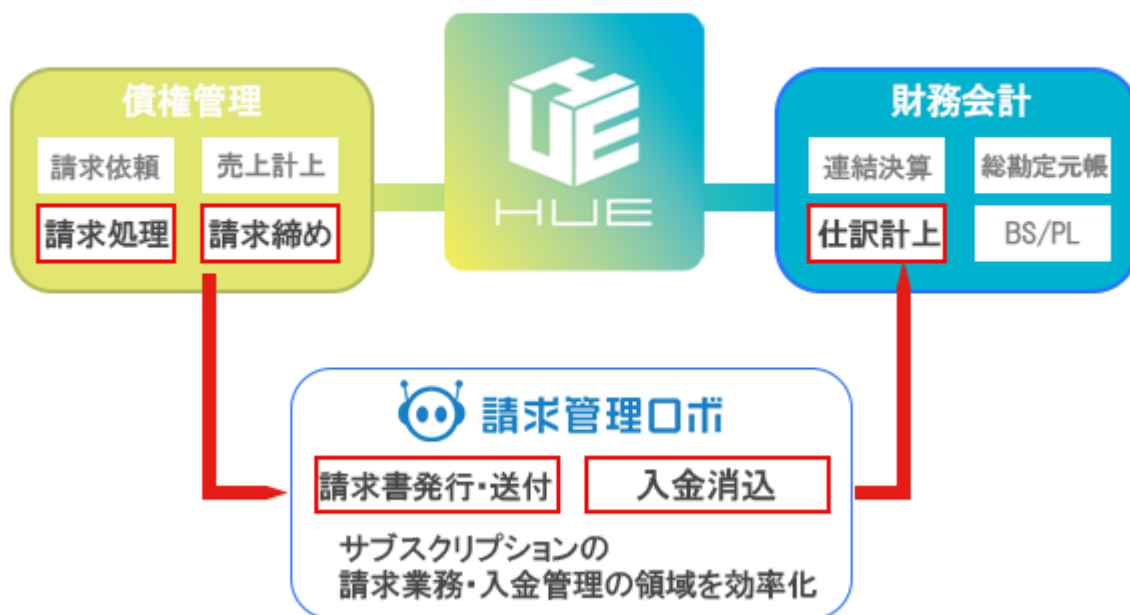 債権管理
請求依頼
売上計上
請求処理
請求締め
HUE
HUE
財務会計
連結決算
総勘定元帳
仕訳計上
BS/PL
請求管理ロボ
請求書発行・送付
入金消込
サブスクリプションの
請求業務・入金管理の領域を効率化